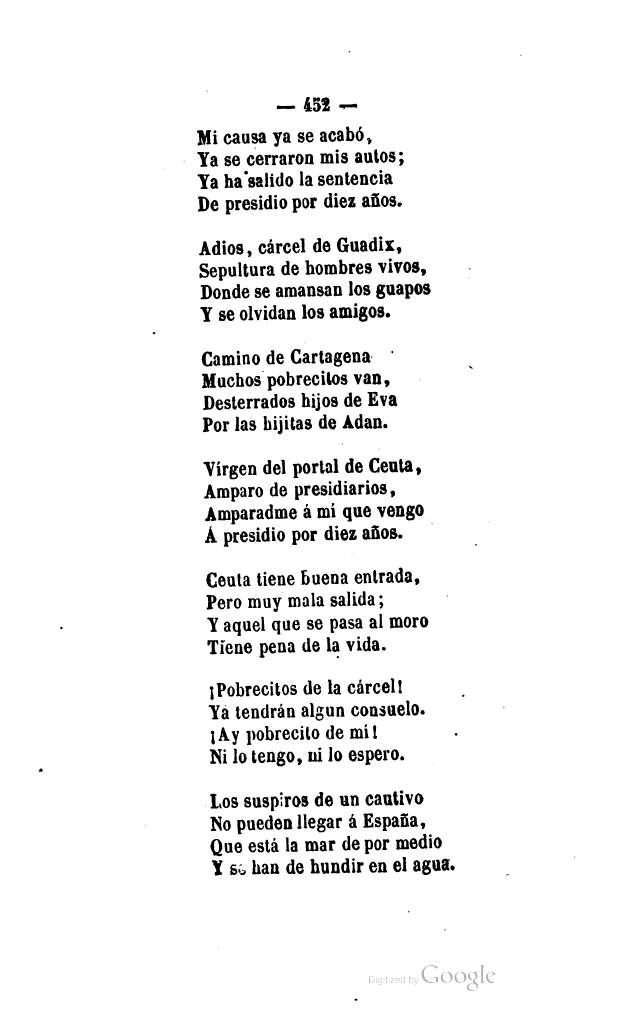 — 452 —
Mi causa ya se acabó,
Ya se cerraron mis autos;
Ya ha salido la sentencia
De presidio por diez años.
Adios, cárcel de Guadix,
Sepultura de hombres vivos,
Donde se amansan los guapos
Y se olvidan los amigos.
Camino de Cartagena
Muchos pobrecitos van,
Desterrados hijos de Eva
Por las hijitas de Adan.
Vírgen del portal de Ceuta,
Amparo de presidiarios,
Amparadme á mí que vengo
Á presidio por diez años.
Ceuta tiene buena entrada,
Pero muy mala salida;
Y aquel que se pasa al moro
Tiene pena de la vida.
¡Pobrecitos de la cárcel!
Ya tendrán algun consuelo.
¡Ay pobrecito de mí!
Ni lo tengo, ni lo espero.
Los suspiros de un cautivo
No pueden llegar á España,
Que está la mar de por medio
Y se han de hundir en el agua.
Digitized by Google